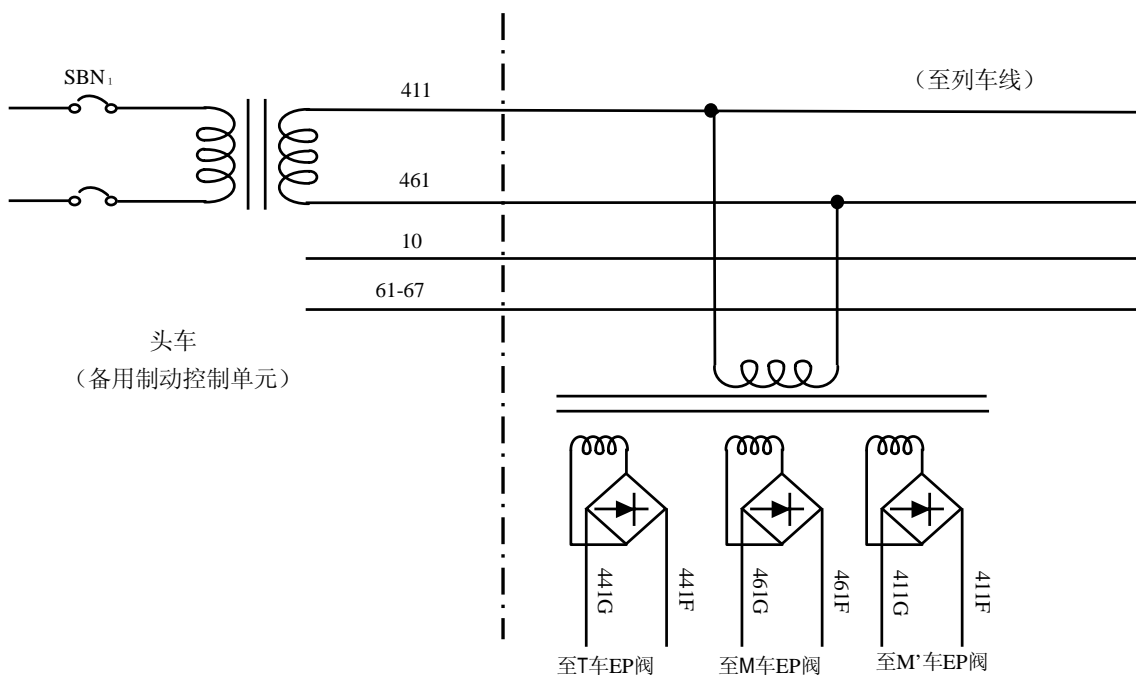 SBN₁
411
（至列车线）
461
10
61-67
头车
（备用制动控制单元）
441G
441F
461G
461F
411G
411F
至T车EP阀
至M车EP阀
至M’车EP阀